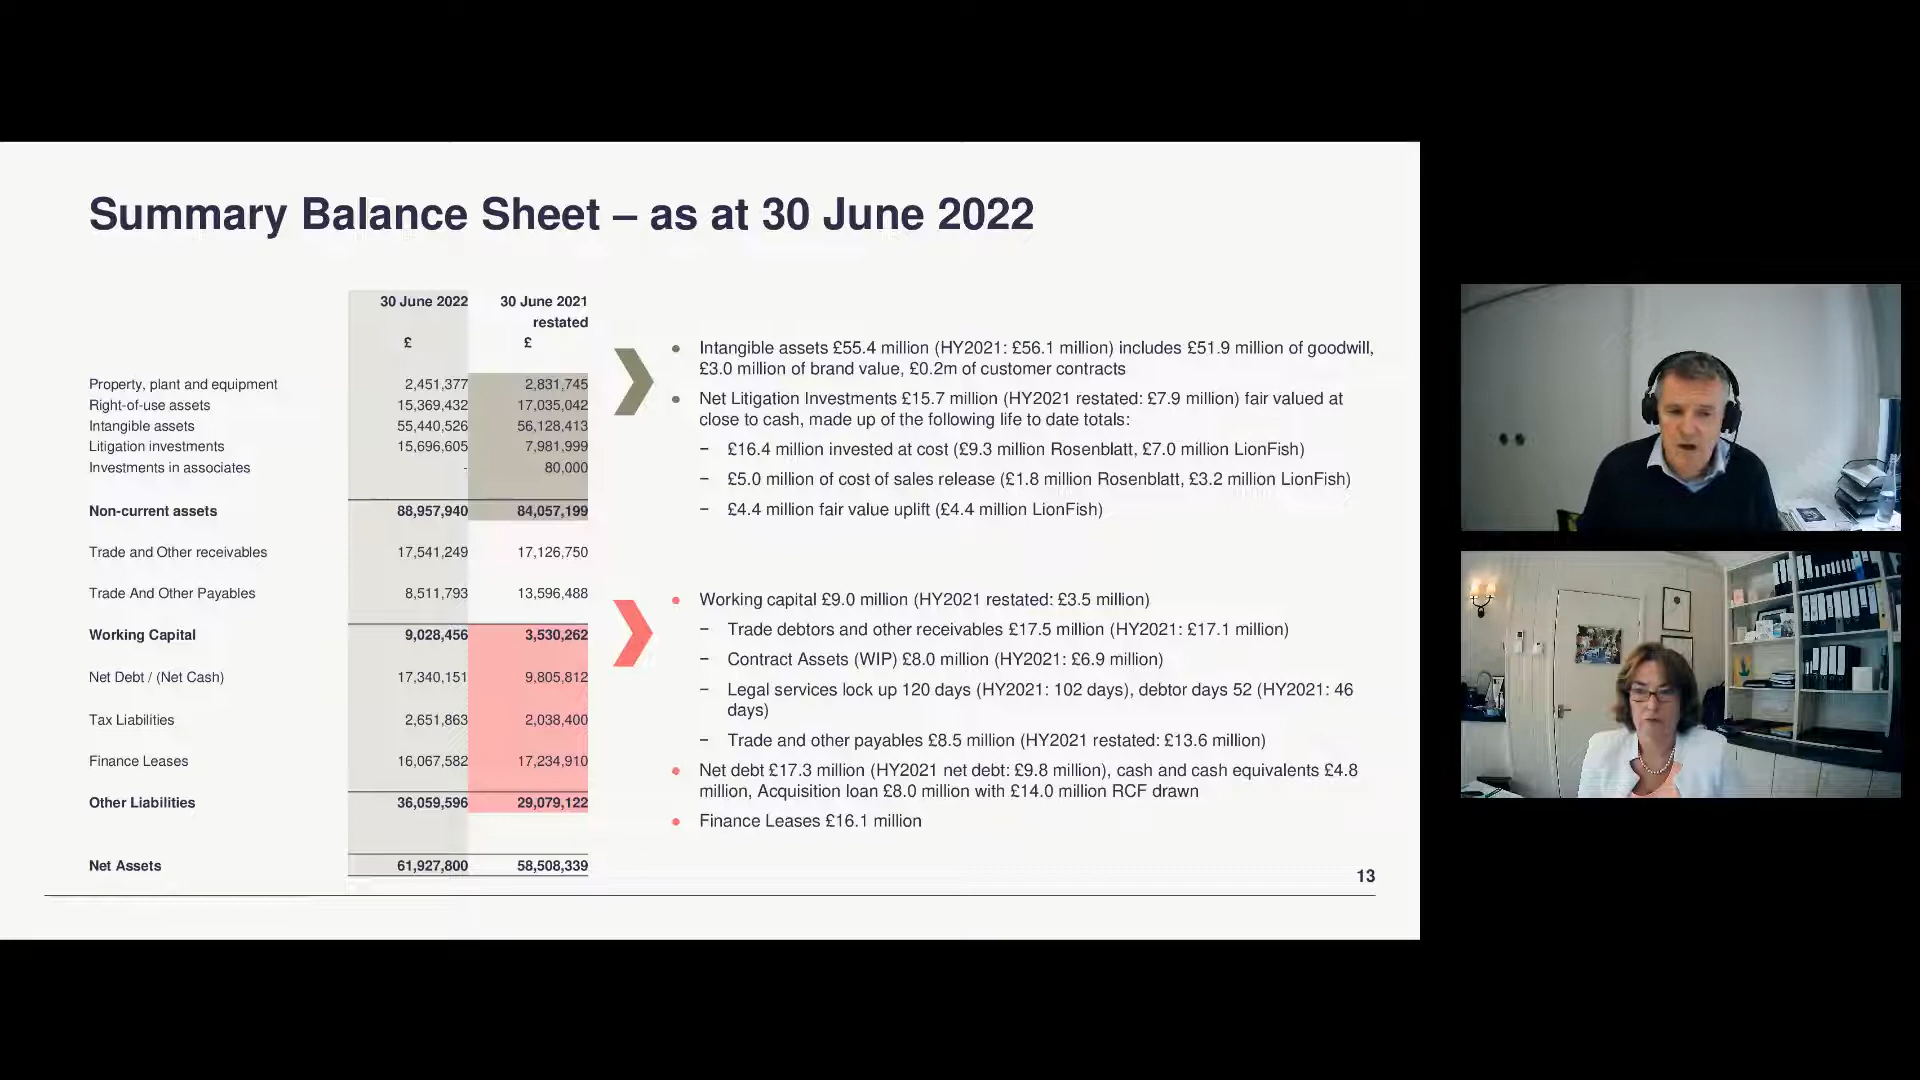 Summary Balance Sheet – as at 30 June 2022
30 June 2022 30 June 2021
restated
£ £
Property, plant and equipment 2,451,377 2,831,745
Right-of-use assets 15,369,432 17,035,042
Intangible assets 55,440,526 56,128,413
Litigation investments 15,696,605 7,981,999
Investments in associates - 80,000
Non-current assets 88,957,940 84,057,199
Trade and Other receivables 17,541,249 17,126,750
Trade And Other Payables 8,511,793 13,596,488
Working Capital 9,028,456 3,530,262
Net Debt / (Net Cash) 17,340,151 9,805,812
Tax Liabilities 2,651,863 2,038,400
Finance Leases 16,067,582 17,234,910
Other Liabilities 36,059,596 29,079,122
Net Assets 61,927,800 58,508,339
• Intangible assets £55.4 million (HY2021: £56.1 million) includes £51.9 million of goodwill,
£3.0 million of brand value, £0.2m of customer contracts
• Net Litigation Investments £15.7 million (HY2021 restated: £7.9 million) fair valued at
close to cash, made up of the following life to date totals:
− £16.4 million invested at cost (£9.3 million Rosenblatt, £7.0 million LionFish)
− £5.0 million of cost of sales release (£1.8 million Rosenblatt, £3.2 million LionFish)
− £4.4 million fair value uplift (£4.4 million LionFish)
• Working capital £9.0 million (HY2021 restated: £3.5 million)
− Trade debtors and other receivables £17.5 million (HY2021: £17.1 million)
− Contract Assets (WIP) £8.0 million (HY2021: £6.9 million)
− Legal services lock up 120 days (HY2021: 102 days), debtor days 52 (HY2021: 46
days)
− Trade and other payables £8.5 million (HY2021 restated: £13.6 million)
• Net debt £17.3 million (HY2021 net debt: £9.8 million), cash and cash equivalents £4.8
million, Acquisition loan £8.0 million with £14.0 million RCF drawn
• Finance Leases £16.1 million
13